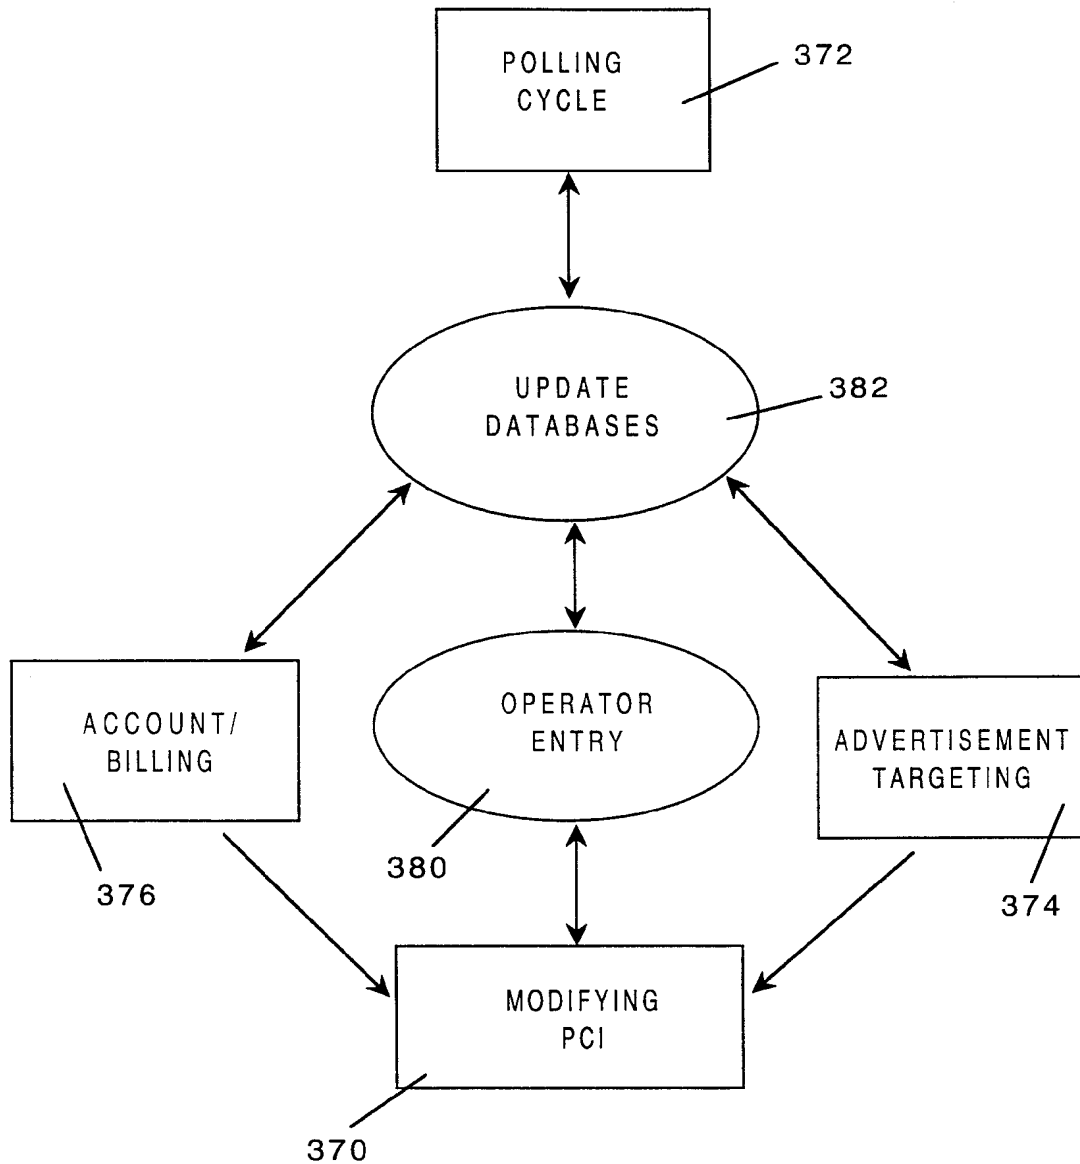 POLLING
CYCLE
372
UPDATE
DATABASES
382
ACCOUNT/
BILLING
376
OPERATOR
ENTRY
380
ADVERTISEMENT
TARGETING
374
MODIFYING
PCI
370